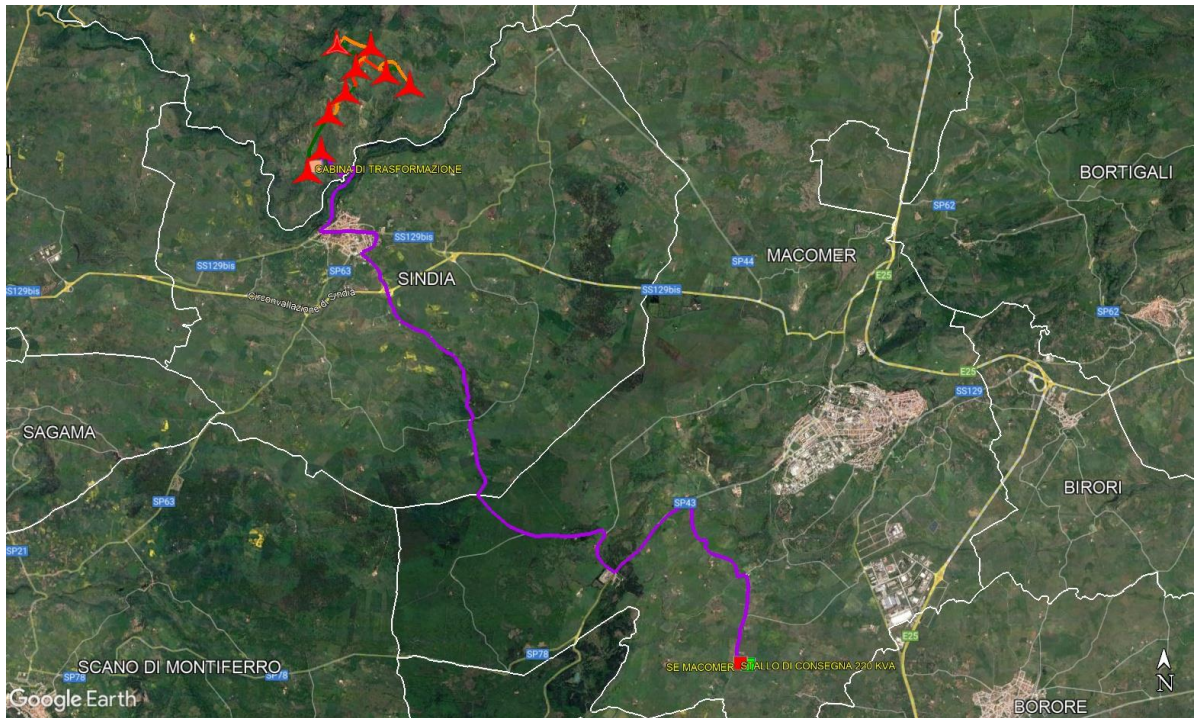 CABINA DI TRASFORMAZIONE
BORTIGALI
SP62
SS129bis
SP44
MACOMER
SS129bis
SP63
SINDIA
E25
SS129bis
SS129bis
Circonvallazione di Sindia
SP62
E25
SS129
SAGAMA
SP63
SP43
BIRORI
SP21
E25
SP78
SCANO DI MONTIFERRO
SP78
SP78
SE MACOMER
STALLO DI CONSEGNA 230 KVA
Google Earth
N
BORORE